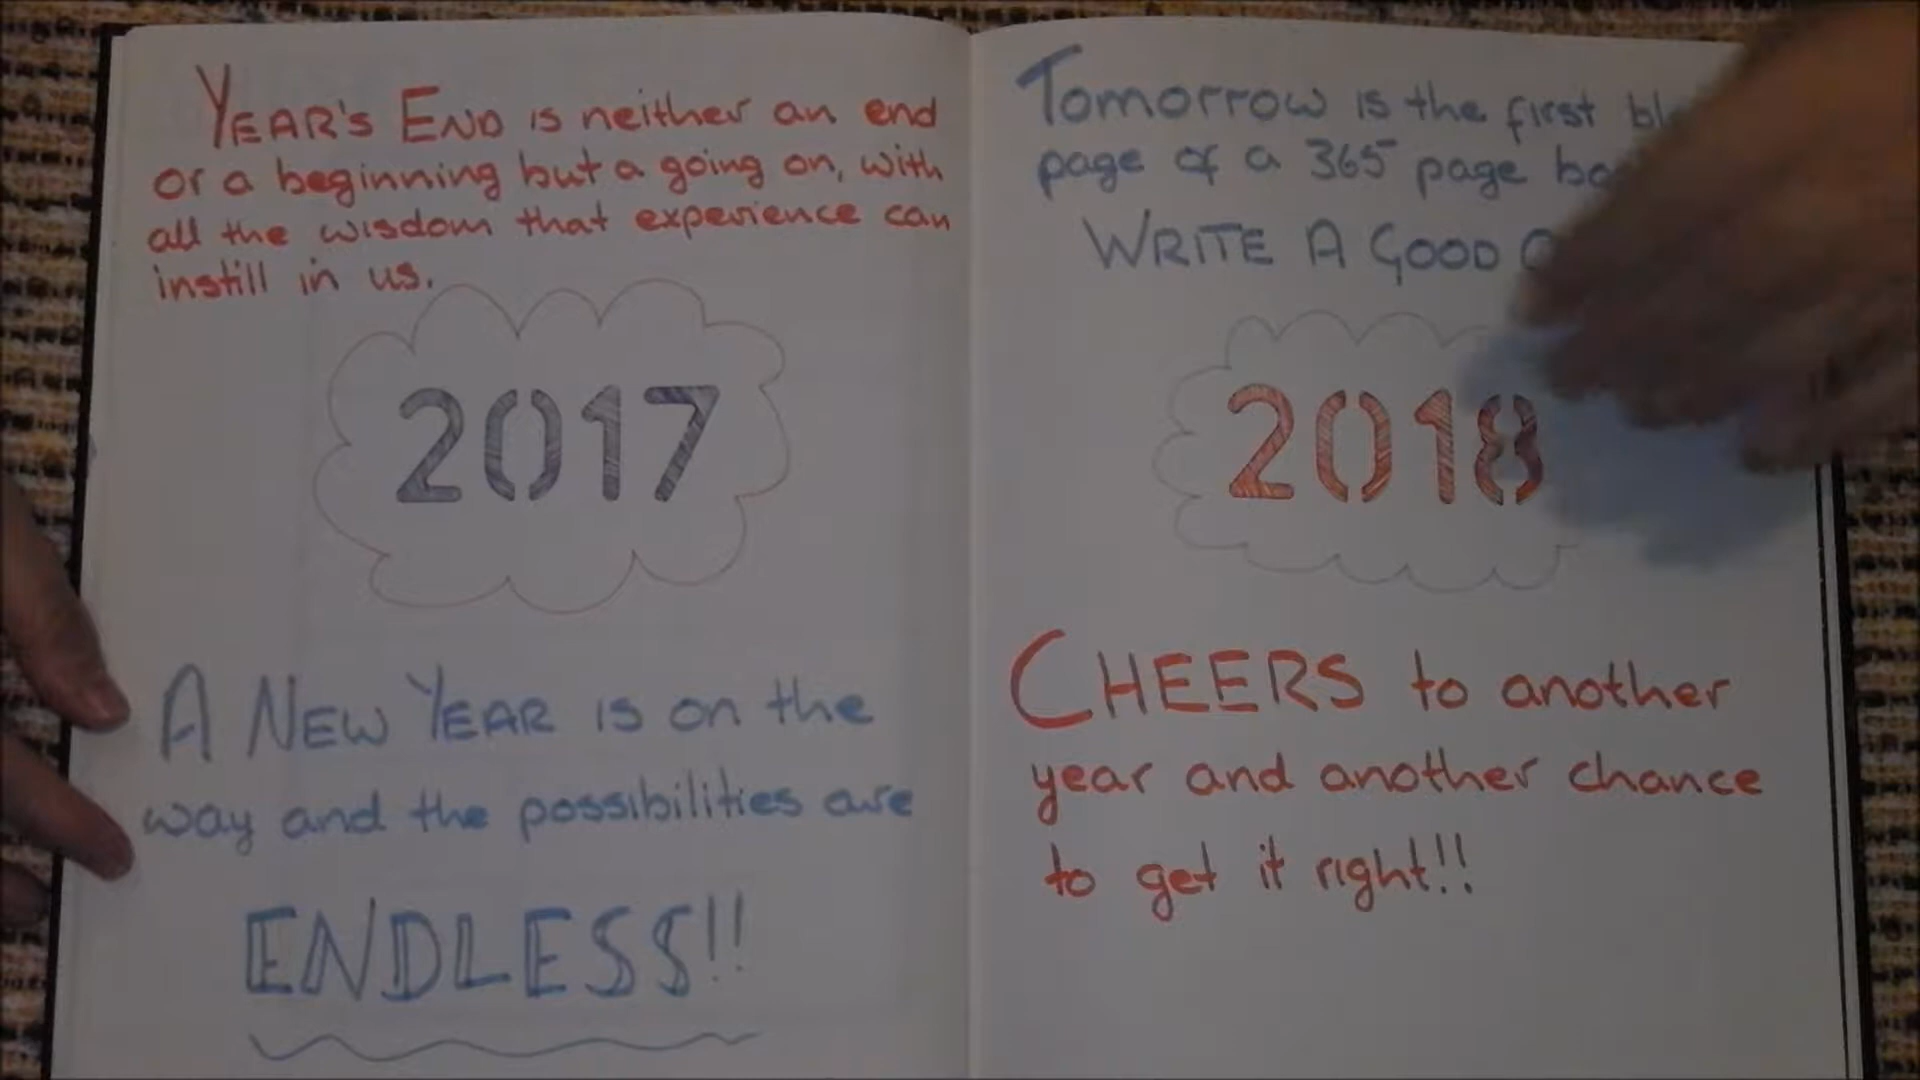 YEAR'S END is neither an end
or a beginning but a going on, with
all the wisdom that experience can
instill in us.
2017
A NEW YEAR is on the
way and the possibilities are
ENDLESS!!
Tomorrow is the first
page of a 365 page
WRITE A GOOD
2018
CHEERS to another
year and another chance
to get it right!!